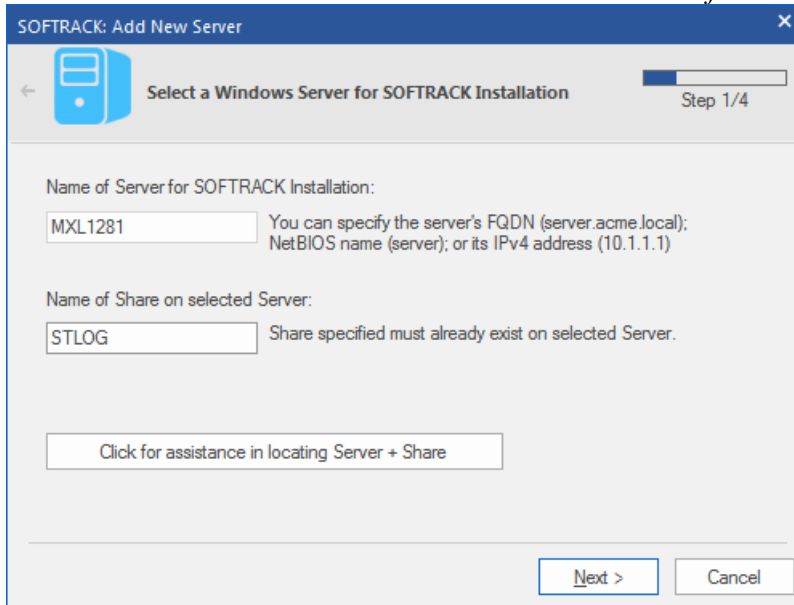 SOFTRACK: Add New Server
Select a Windows Server for SOFTRACK Installation
Step 1/4
Name of Server for SOFTRACK Installation:
MXL1281
You can specify the server's FQDN (server.acme.local);
NetBIOS name (server); or its IPv4 address (10.1.1.1)
Name of Share on selected Server:
STLOG
Share specified must already exist on selected Server.
Click for assistance in locating Server + Share
Next >
Cancel